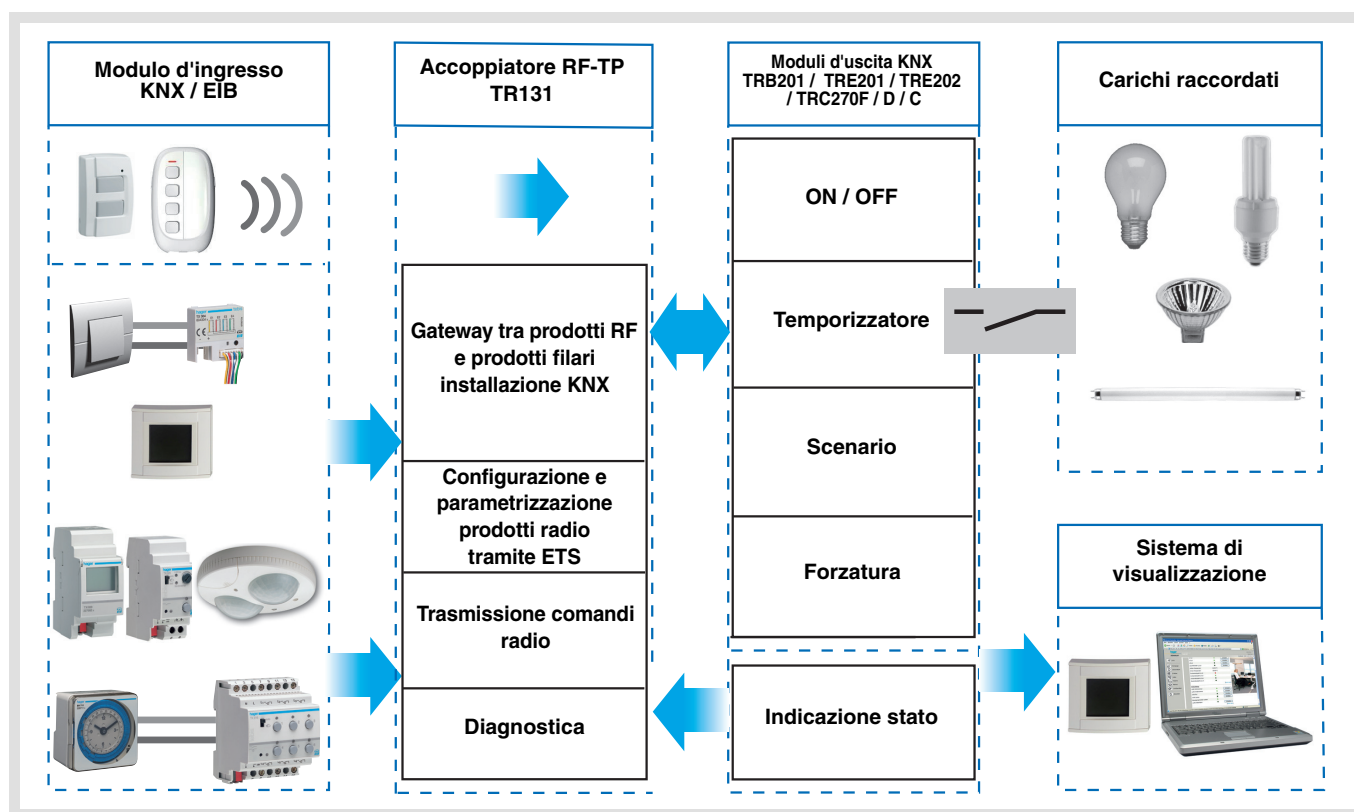 Modulo d'ingresso
KNX / EIB
Accoppiatore RF-TP
TR131
Moduli d'uscita KNX
TRB201 / TRE201 / TRE202
/ TRC270F / D / C
Carichi raccordati
ON / OFF
Gateway tra prodotti RF
e prodotti filari
installazione KNX
Temporizzatore
Scenario
Configurazione e
parametrizzazione
prodotti radio
tramite ETS
Forzatura
Sistema di
visualizzazione
Trasmissione comandi
radio
Diagnostica
Indicazione stato